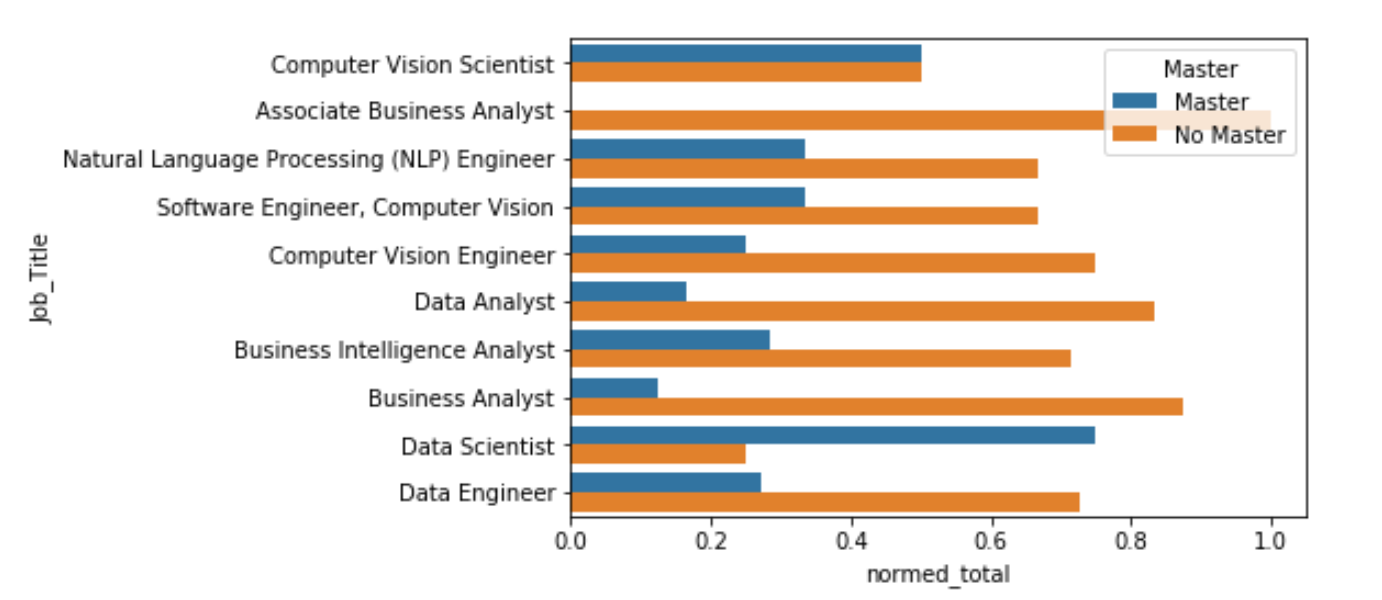 Master
Master
No Master
Computer Vision Scientist
Associate Business Analyst
Natural Language Processing (NLP) Engineer
Software Engineer, Computer Vision
Computer Vision Engineer
Data Analyst
Business Intelligence Analyst
Business Analyst
Data Scientist
Data Engineer
Job_Title
0.0 0.2 0.4 0.6 0.8 1.0
normed_total